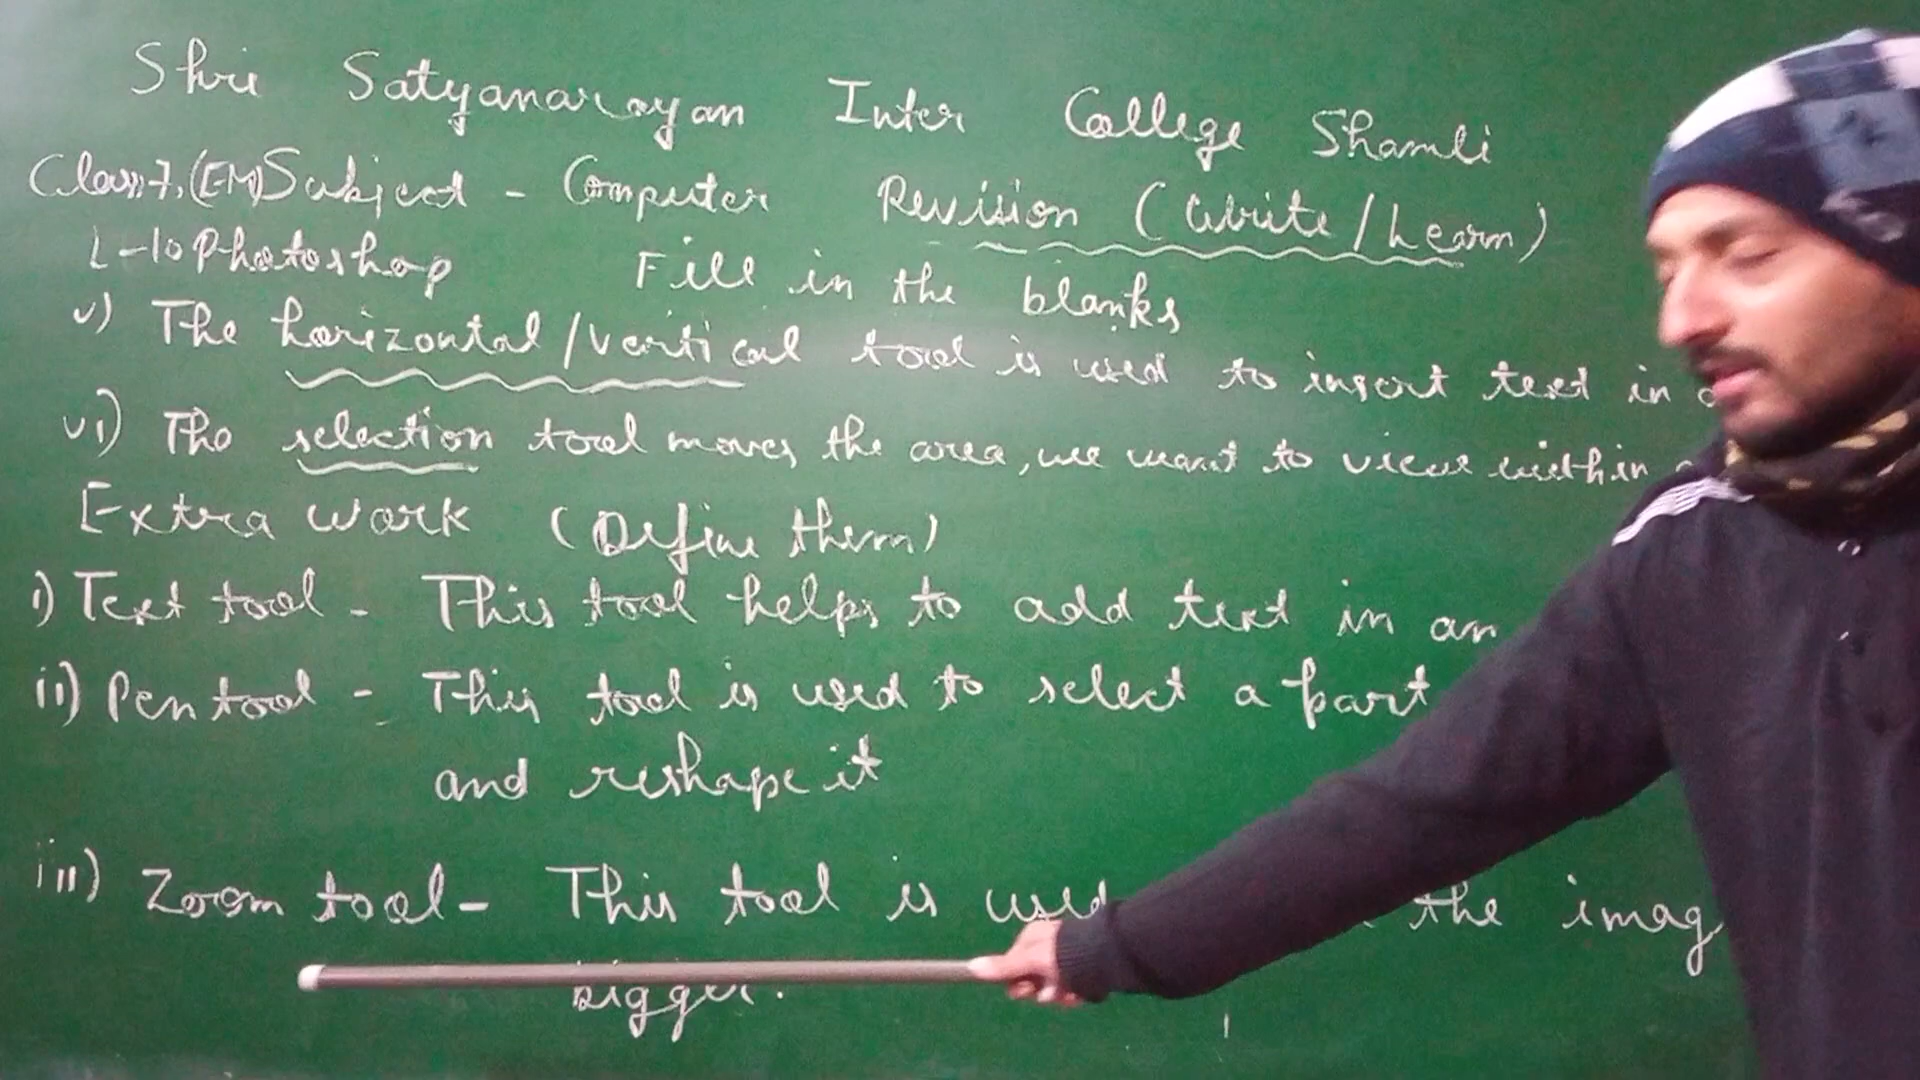 Shri Satyanarayan Inter College Shamli
Class 7, (EM) Subject - Computer Revision (Write/Learn)
L-10 Photoshop Fill in the blanks
v) The horizontal/vertical tool is used to insert text in
vi) The selection tool moves the area, we want to view within
Extra work (Define them)
i) Text tool - This tool helps to add text in an
ii) Pen tool - This tool is used to select a part
and reshape it
iii) Zoom tool - This tool is used the imag
bigger.